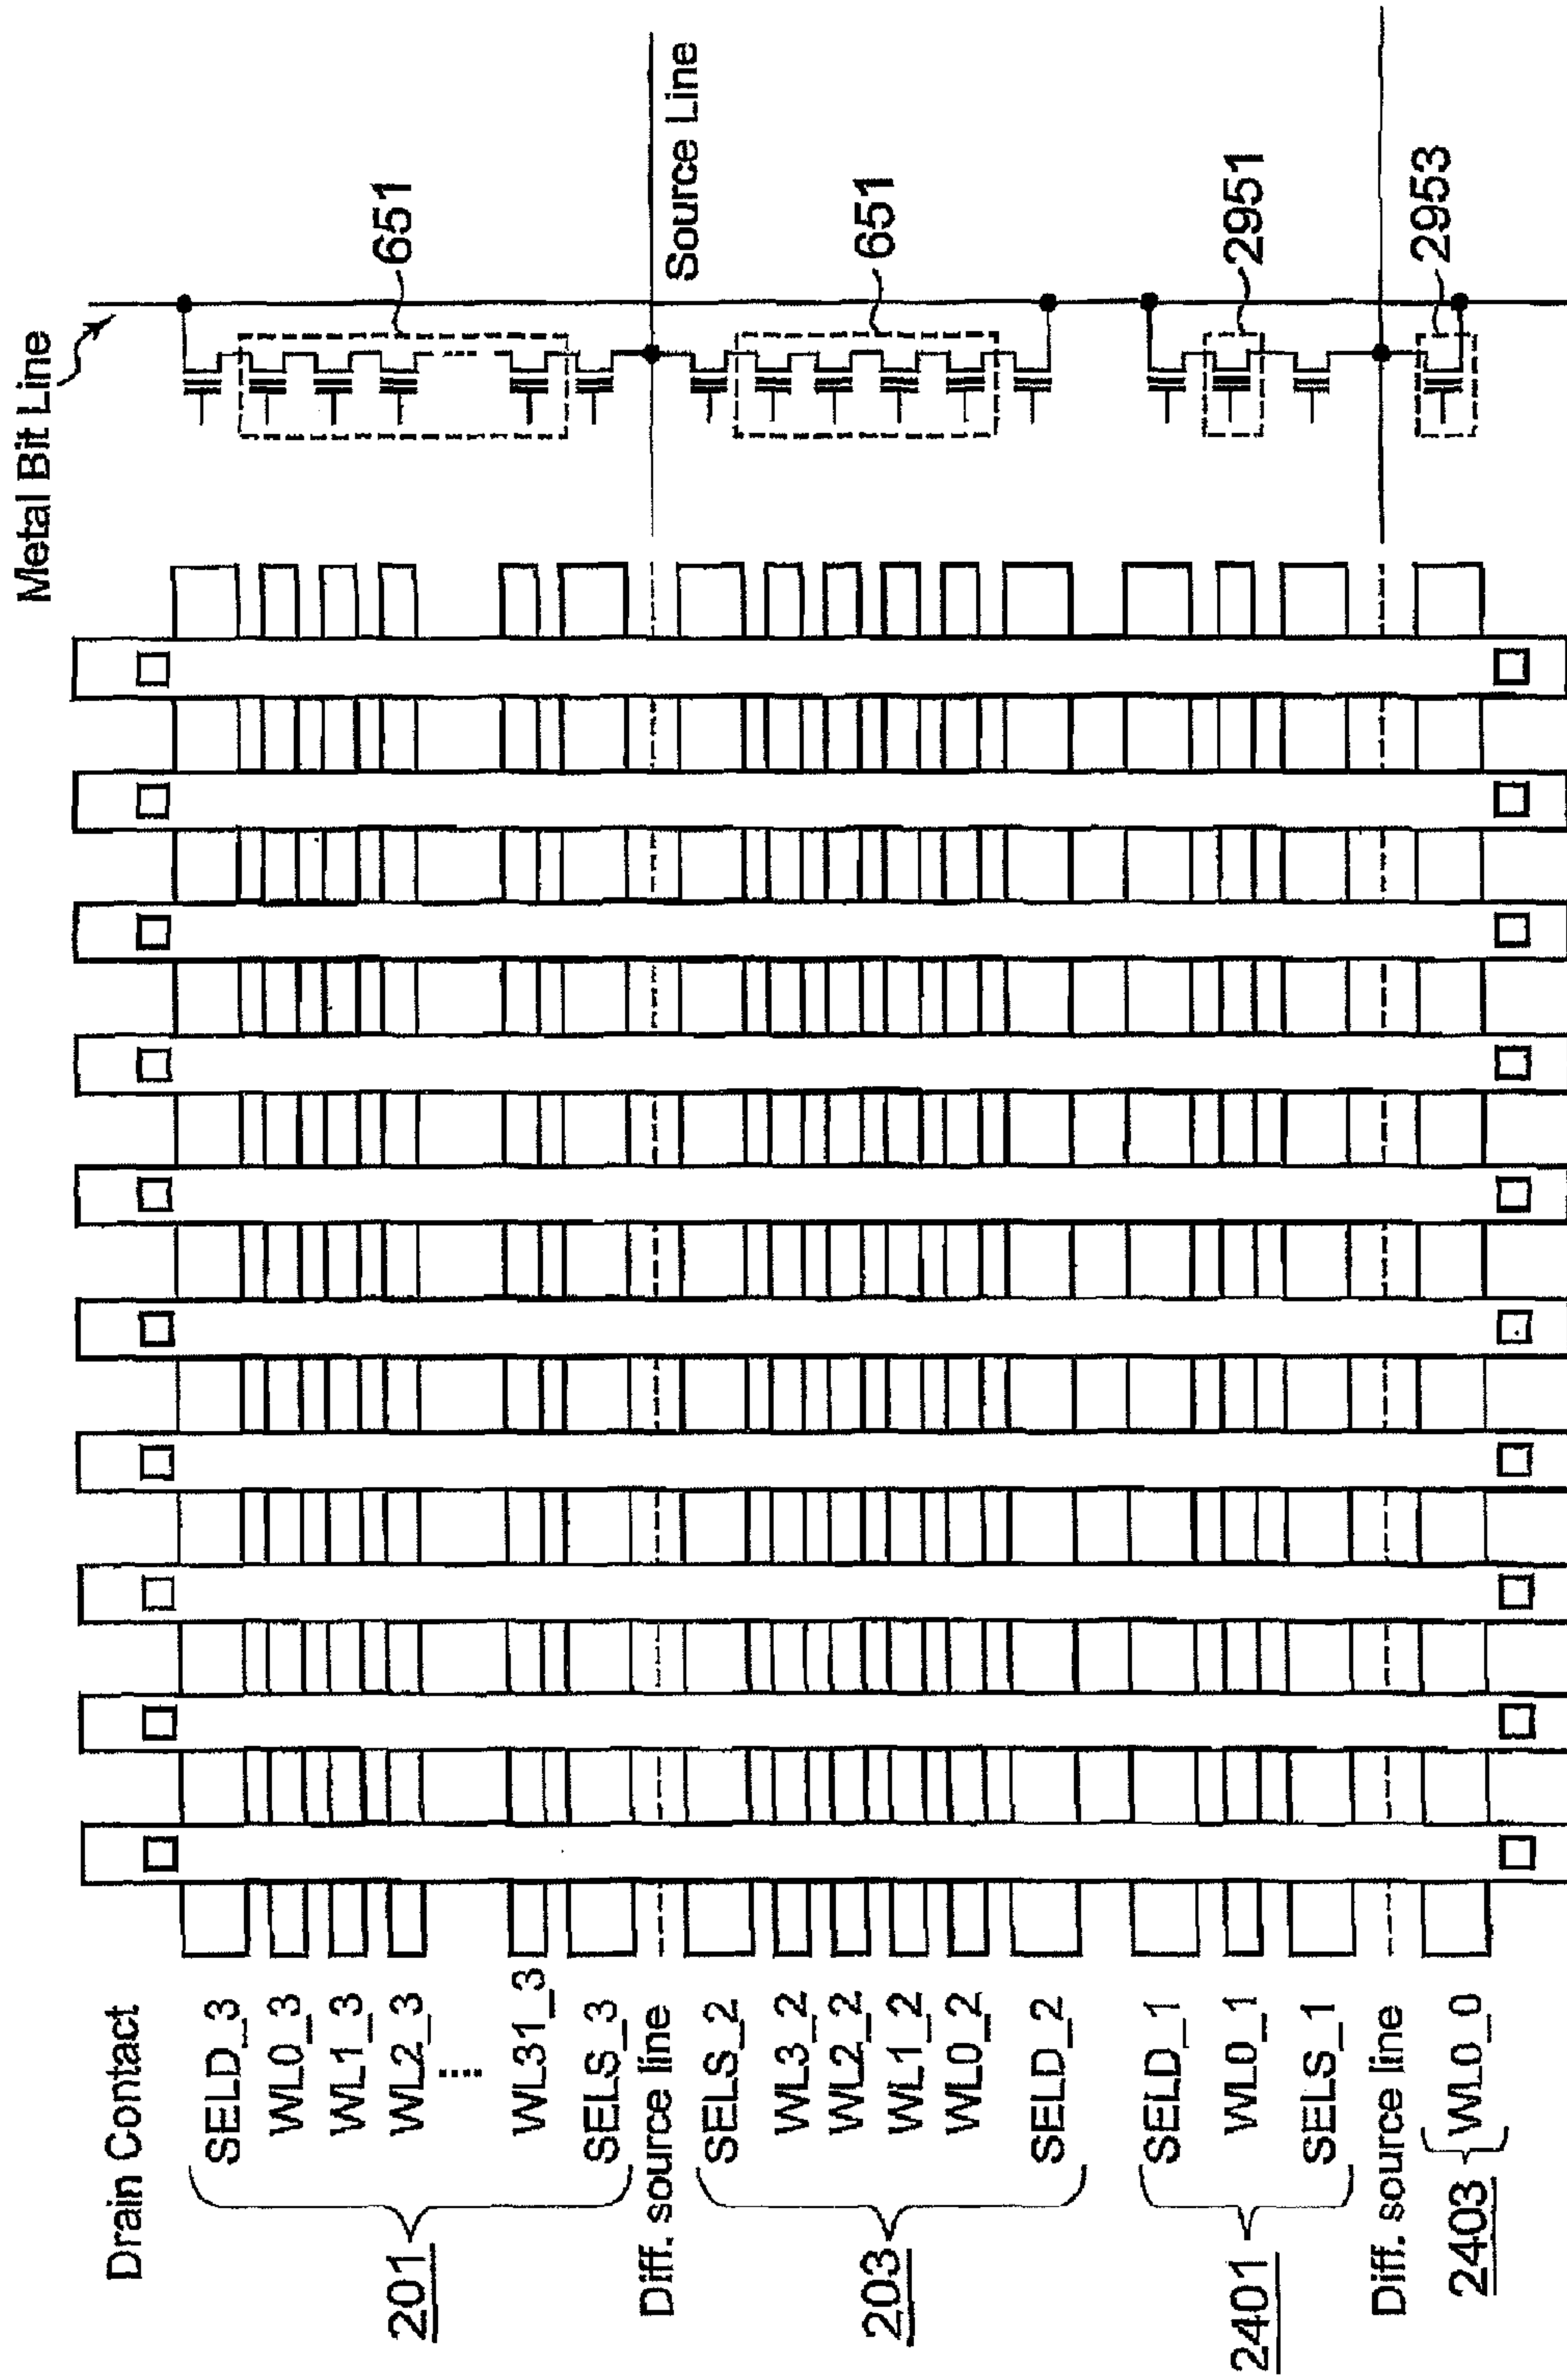 Metal Bit Line
Drain Contact
SELD_3
WL0_3
WL1_3
WL2_3
....
WL31_3
SELS_3
201
651
Diff. source line
Source Line
SELS_2
WL3_2
WL2_2
WL1_2
WL0_2
SELD_2
203
651
SELD_1
WL0_1
SELS_1
2401
2951
Diff. source line
WL0_0
2403
2953